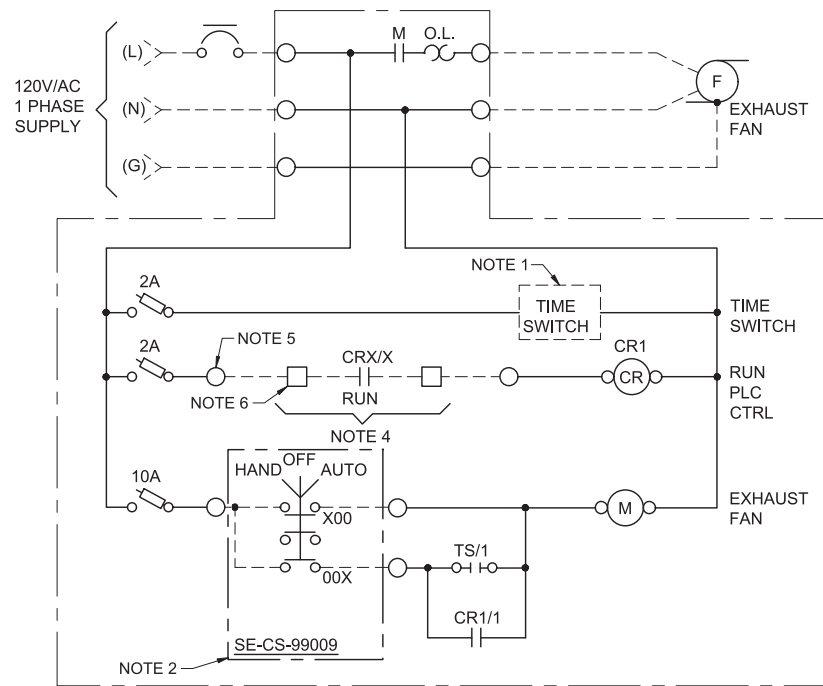 (L)
M O.L.
120V/AC
1 PHASE
SUPPLY
(N)
F
EXHAUST
FAN
(G)
NOTE 1
2A
TIME
SWITCH
TIME
SWITCH
2A
NOTE 5
CRX/X
CR1
NOTE 6
RUN
CR
RUN
PLC
CTRL
NOTE 4
OFF
HAND AUTO
10A
X00
M
EXHAUST
FAN
TS/1
00X
CR1/1
SE-CS-99009
NOTE 2